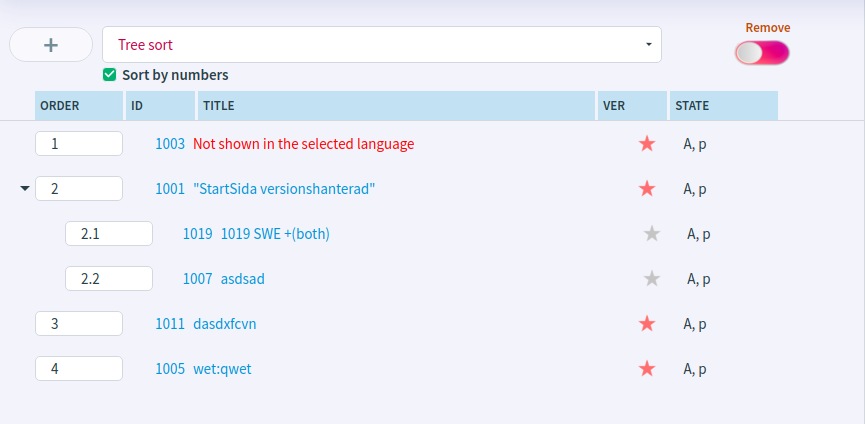 Remove
+
Tree sort
Sort by numbers
ORDER ID TITLE VER STATE
1 1003 Not shown in the selected language A, p
2 1001 "StartSida versionshanterad" A, p
2.1 1019 1019 SWE +(both) A, p
2.2 1007 asdsad A, p
3 1011 dasdxfcvn A, p
4 1005 wet:qwet A, p